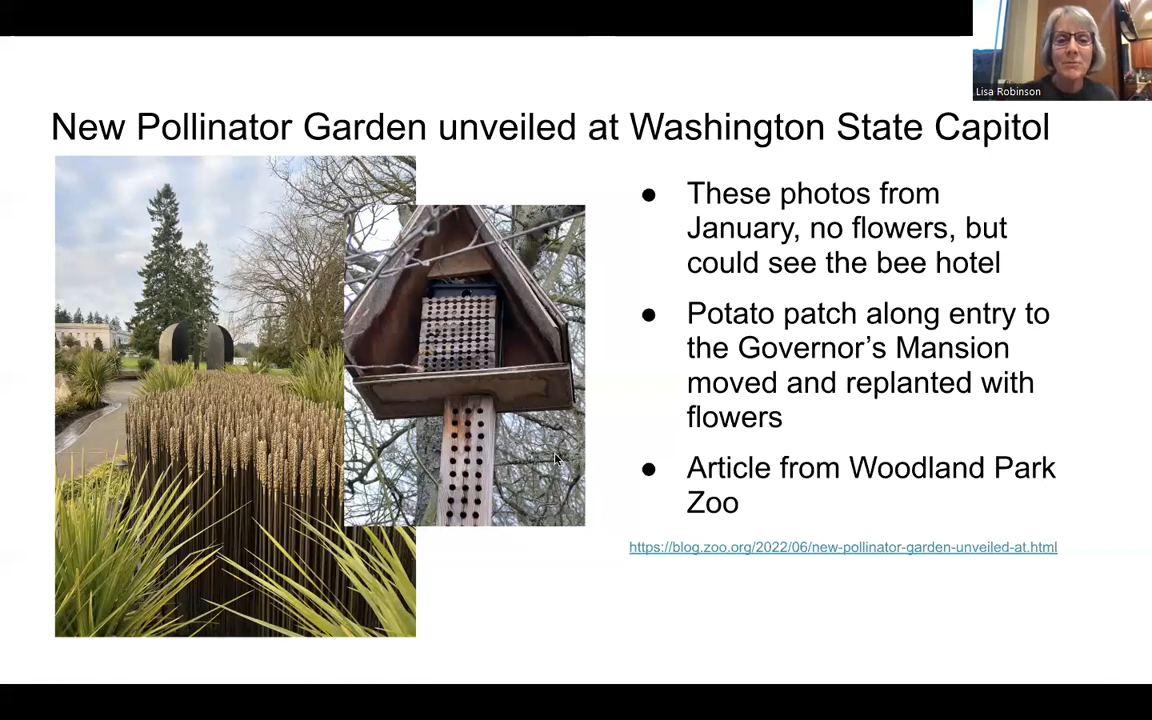 Lisa Robinson
New Pollinator Garden unveiled at Washington State Capitol
● These photos from
January, no flowers, but
could see the bee hotel
● Potato patch along entry to
the Governor’s Mansion
moved and replanted with
flowers
● Article from Woodland Park
Zoo
https://blog.zoo.org/2022/06/new-pollinator-garden-unveiled-at.html